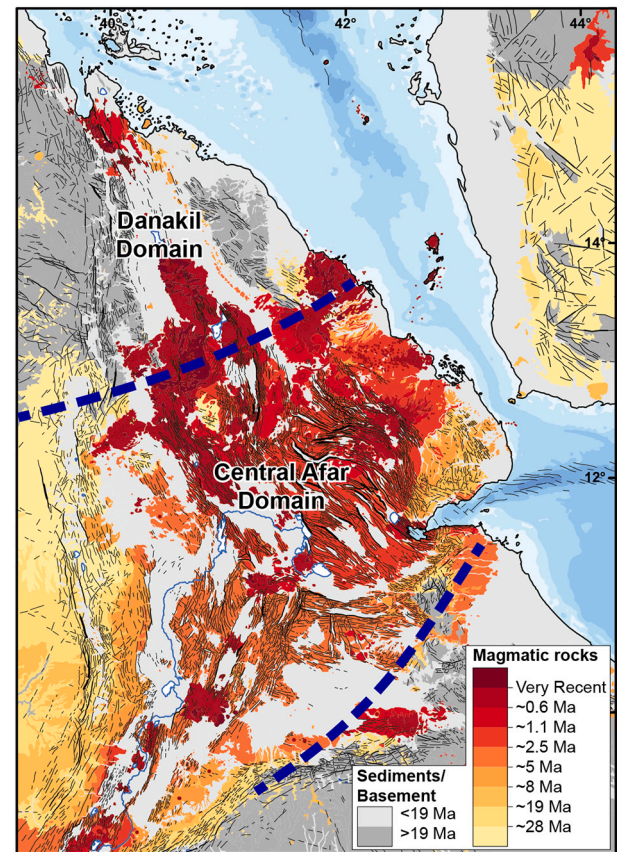 40°
42
44
Danakil
Domain
14°
Central Afar
Domain
12°
Magmatic rocks
Very Recent
~0.6 Ma
~1.1 Ma
~2.5 Ma
~5 Ma
~8 Ma
~19 Ma
~28 Ma
Sediments/
Basement
<19 Ma
>19 Ma